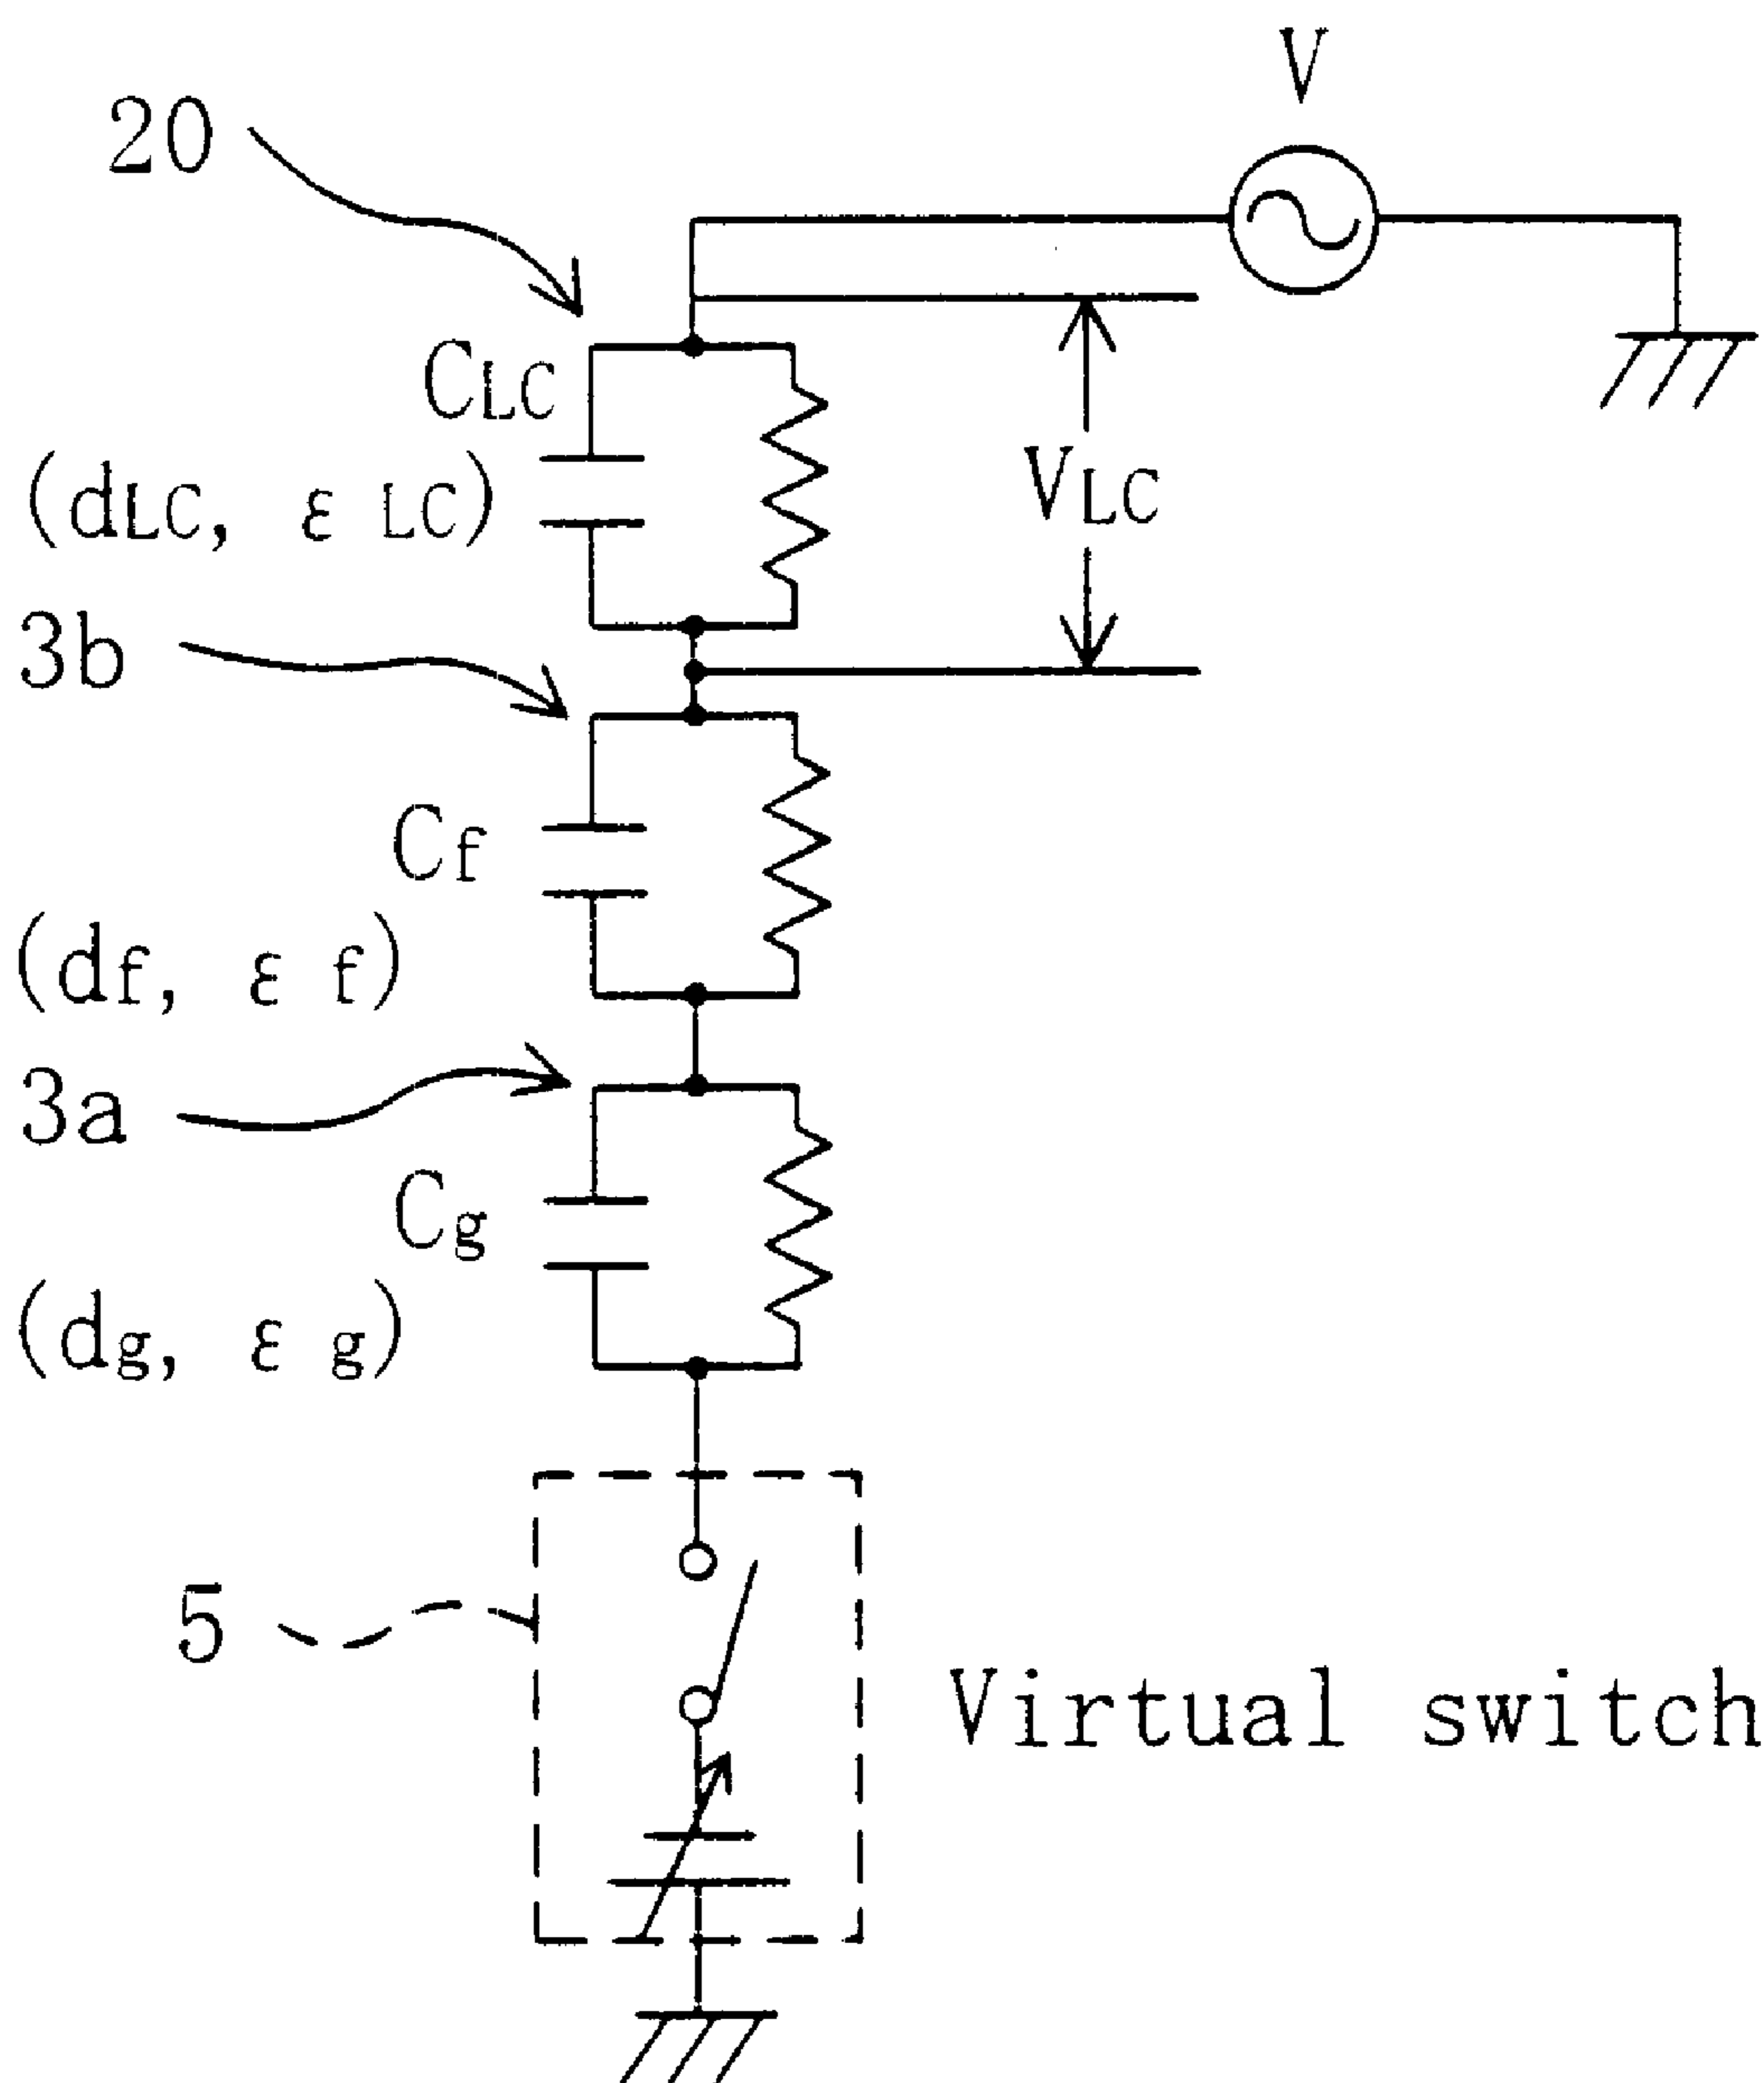 V
20
CLC
(dLC, ε LC)
VLC
3b
Cf
(df, ε f)
3a
Cg
(dg, ε g)
5
Virtual switch